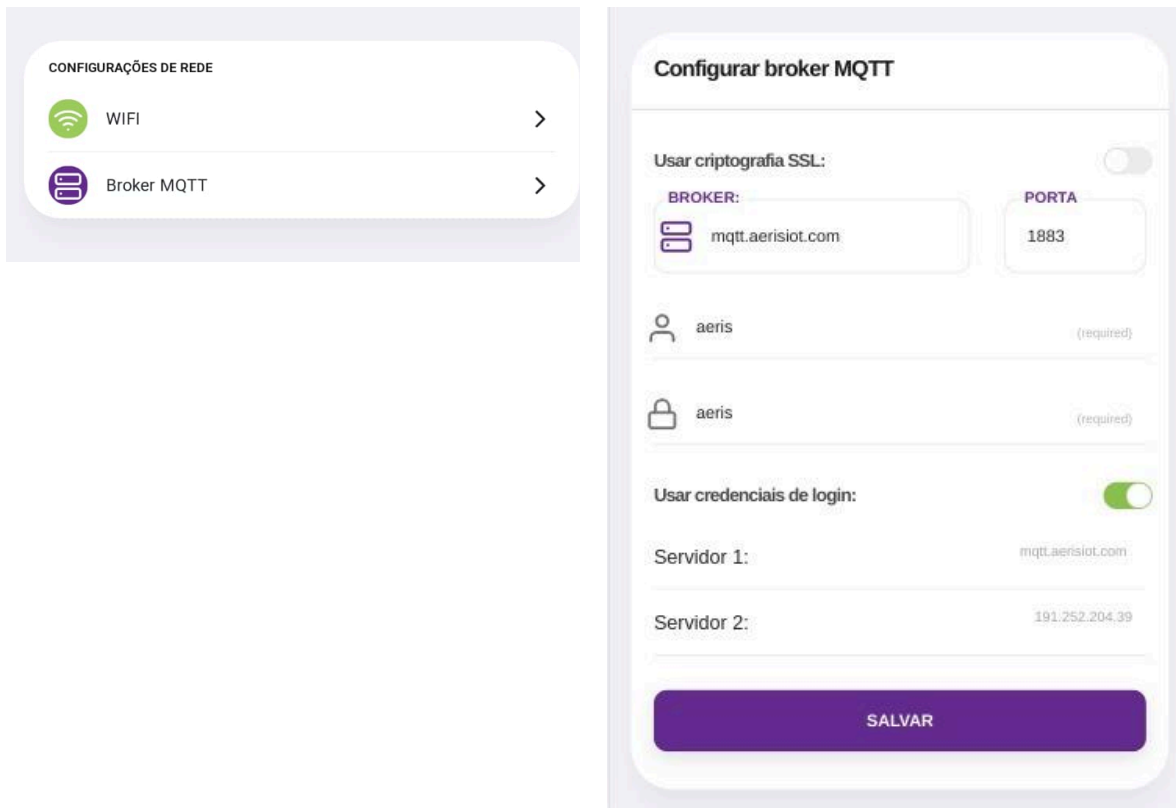 CONFIGURAÇÕES DE REDE
WIFI
Broker MQTT
Configurar broker MQTT
Usar criptografia SSL:
BROKER: PORTA
mqtt.aerisiot.com 1883
aeris (required)
aeris (required)
Usar credenciais de login:
Servidor 1: mqtt.aerisiot.com
Servidor 2: 191.252.204.39
SALVAR